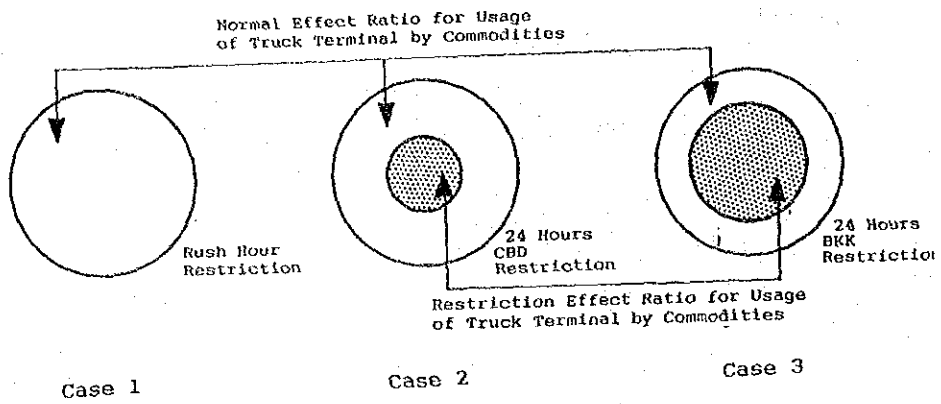 Normal Effect Ratio for Usage
of Truck Terminal by Commodities
Rush Hour
Restriction
24 Hours
CBD
Restriction
24 Hours
BKK
Restriction
Restriction Effect Ratio for Usage
of Truck Terminal by Commodities
Case 1
Case 2
Case 3